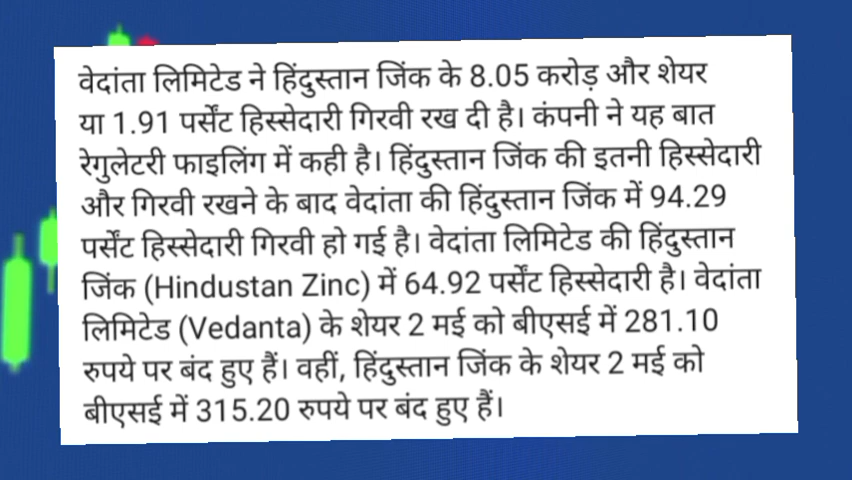 वेदांता लिमिटेड ने हिंदुस्तान जिंक के 8.05 करोड़ और शेयर
या 1.91 पर्सेंट हिस्सेदारी गिरवी रख दी है। कंपनी ने यह बात
रेगुलेटरी फाइलिंग में कही है। हिंदुस्तान जिंक की इतनी हिस्सेदारी
और गिरवी रखने के बाद वेदांता की हिंदुस्तान जिंक में 94.29
पर्सेंट हिस्सेदारी गिरवी हो गई है। वेदांता लिमिटेड की हिंदुस्तान
जिंक (Hindustan Zinc) में 64.92 पर्सेंट हिस्सेदारी है। वेदांता
लिमिटेड (Vedanta) के शेयर 2 मई को बीएसई में 281.10
रुपये पर बंद हुए हैं। वहीं, हिंदुस्तान जिंक के शेयर 2 मई को
बीएसई में 315.20 रुपये पर बंद हुए हैं।